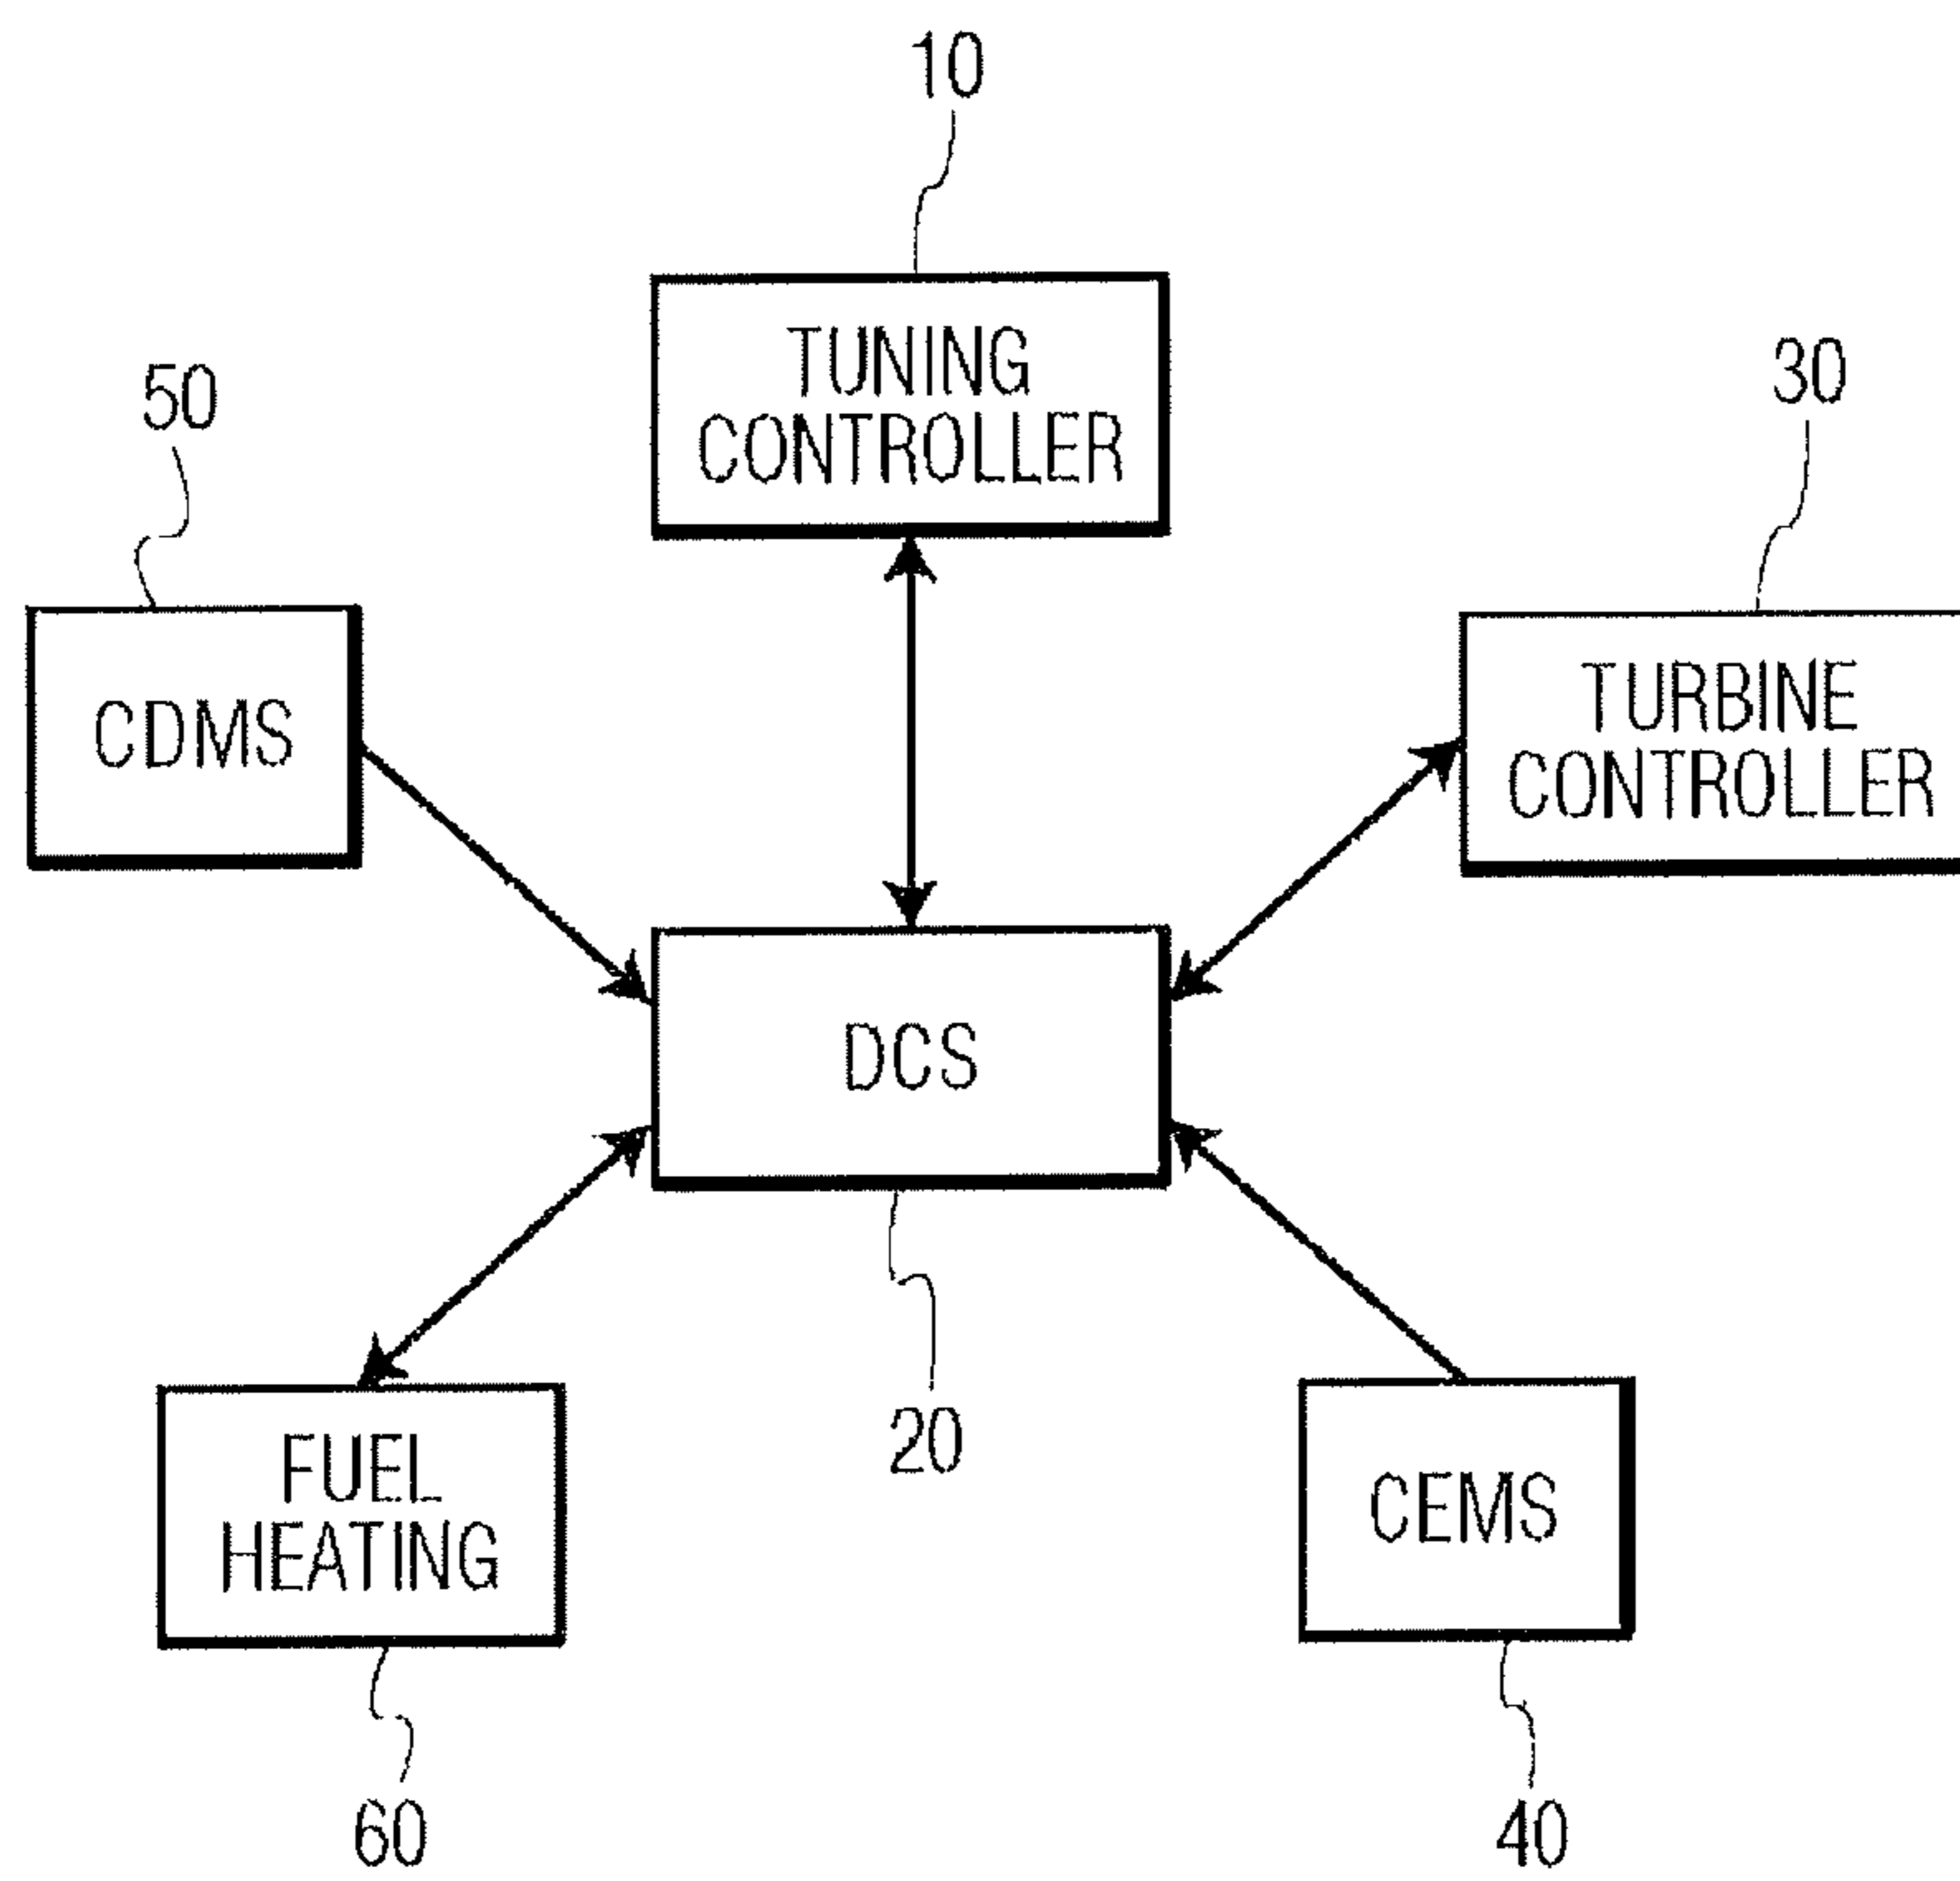 10
TUNING
CONTROLLER
50
30
CDMS
TURBINE
CONTROLLER
DCS
20
FUEL
HEATING
CEMS
60
40